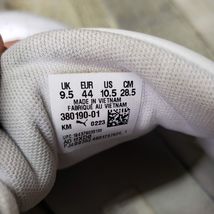 UK EUR US CM
9.5 44 10.5 28.5
MADE IN VIETNAM
FABRIQUÉ AU VIETNAM
380190-01
KM 0223